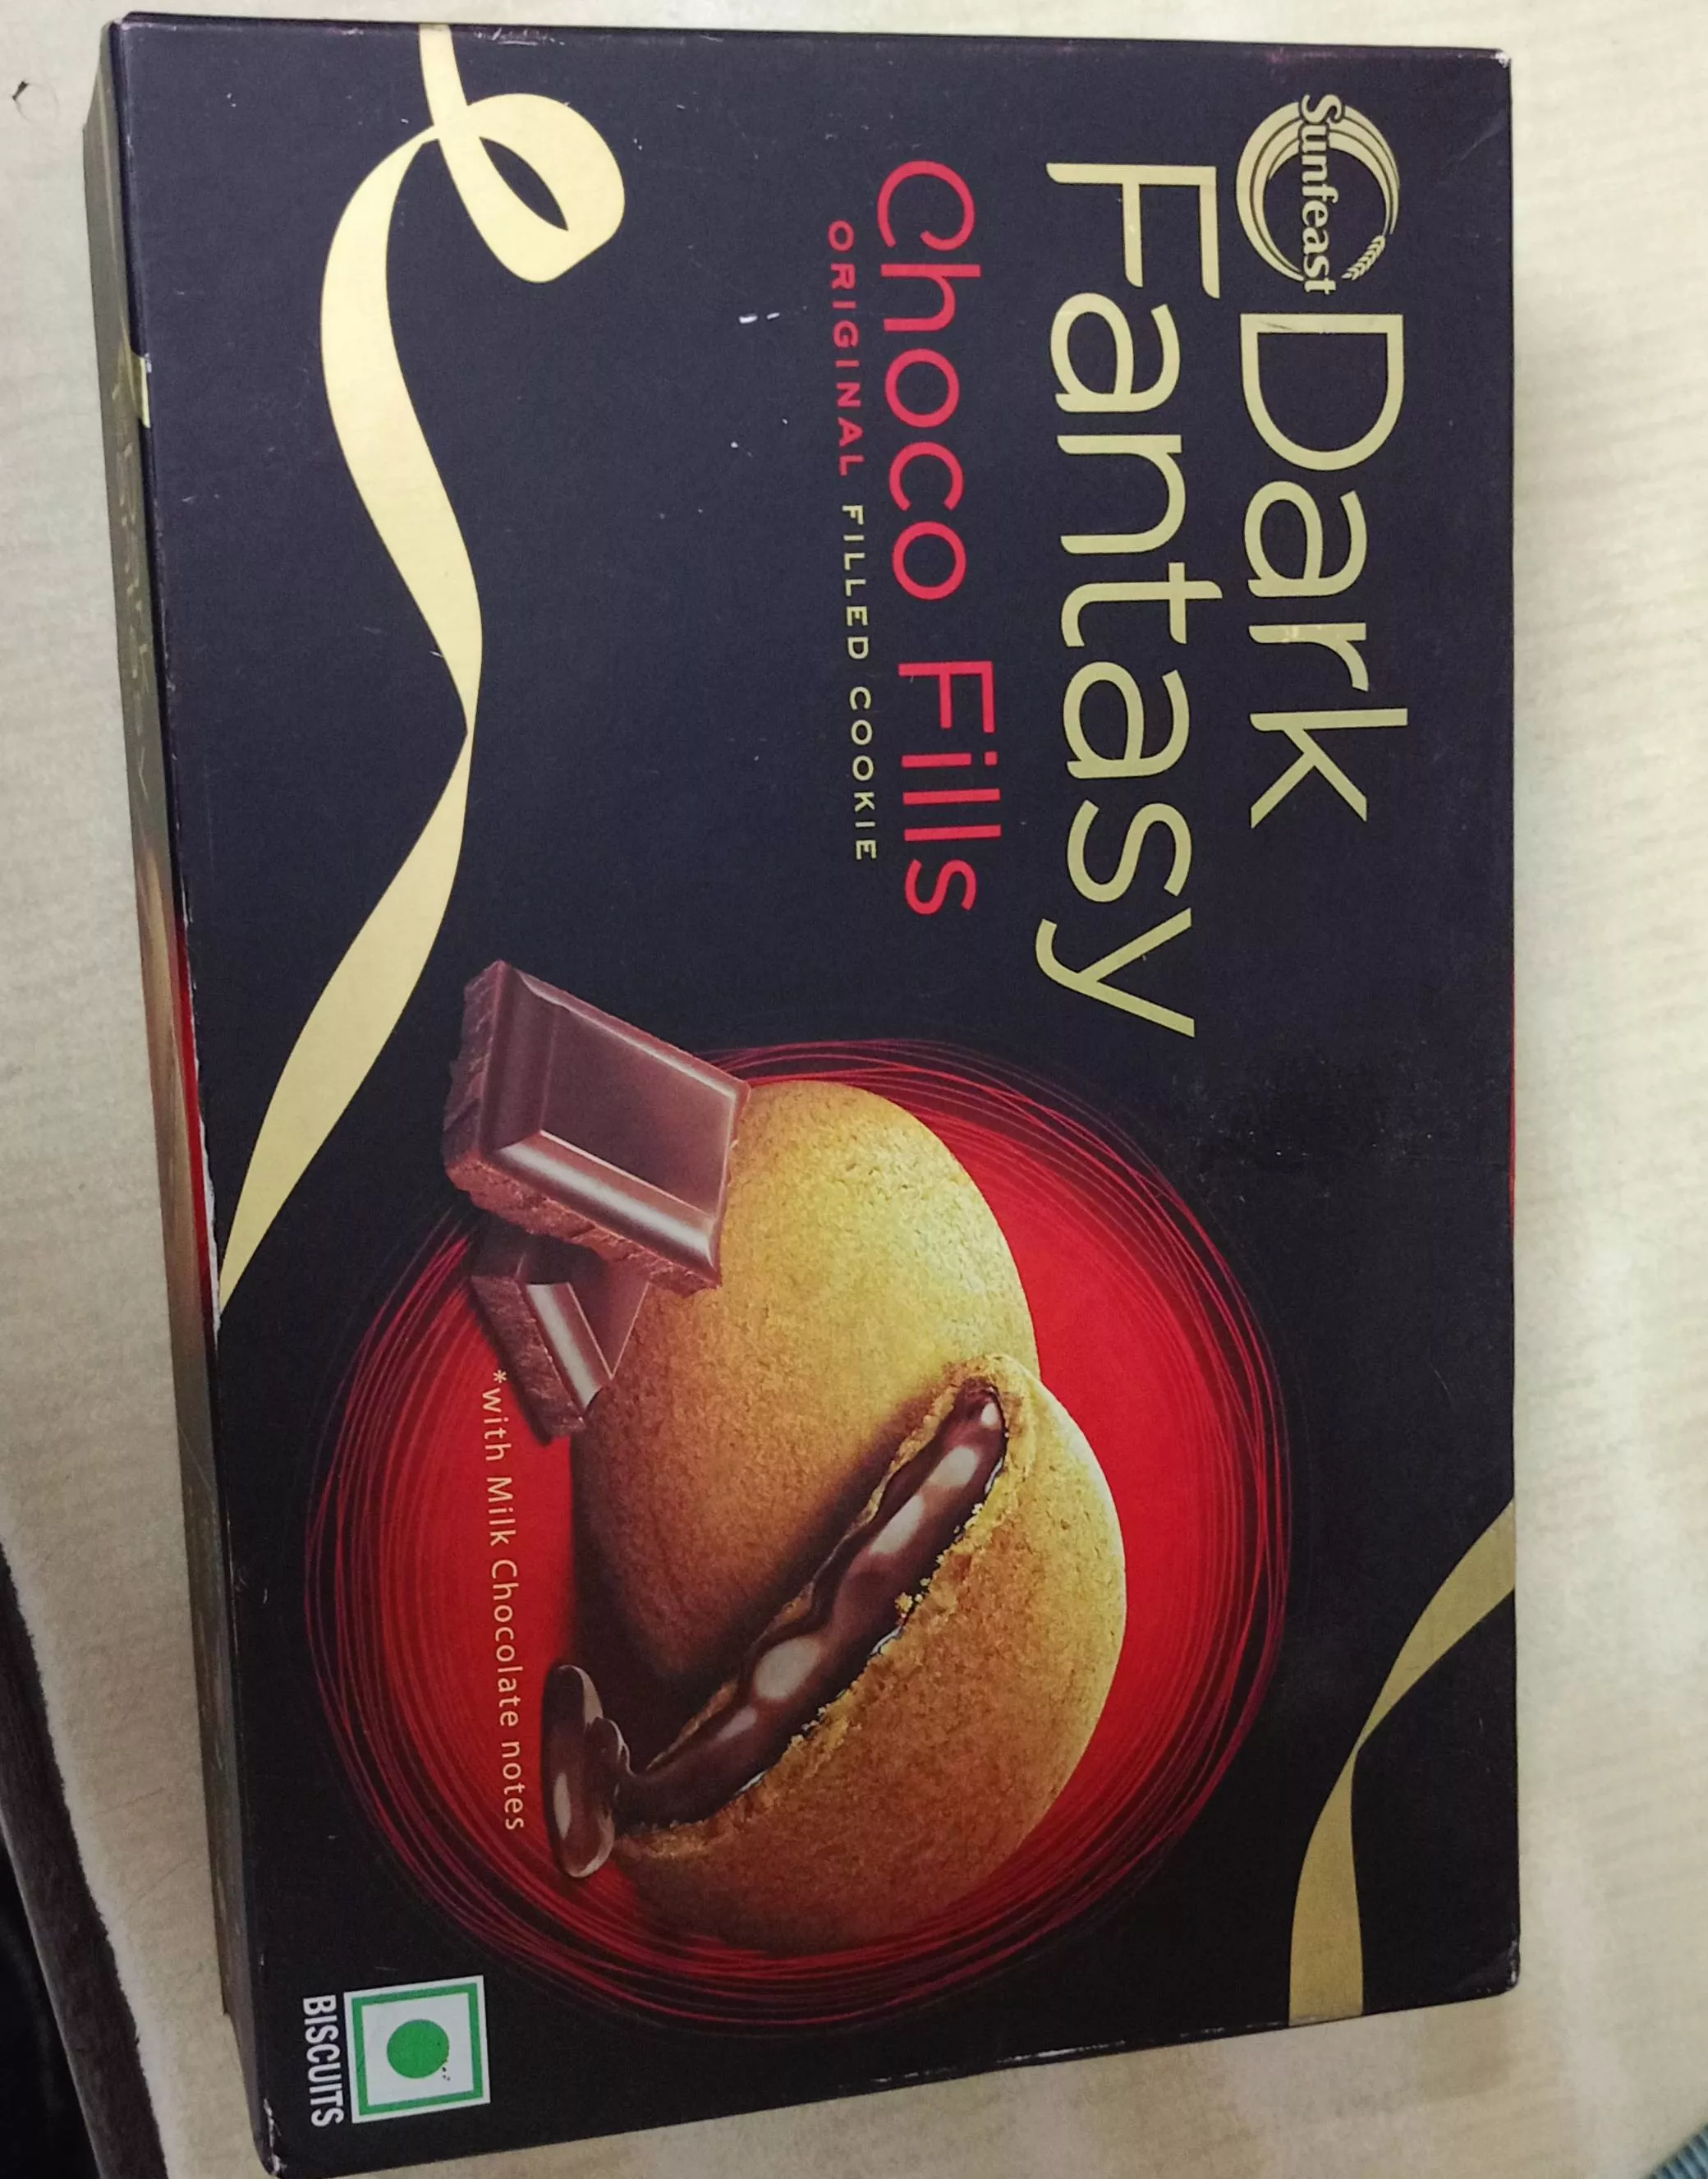 Sunfeast
Dark
Fantasy
Choco Fills
ORIGINAL FILLED COOKIE
*with Milk Chocolate notes
BISCUITS